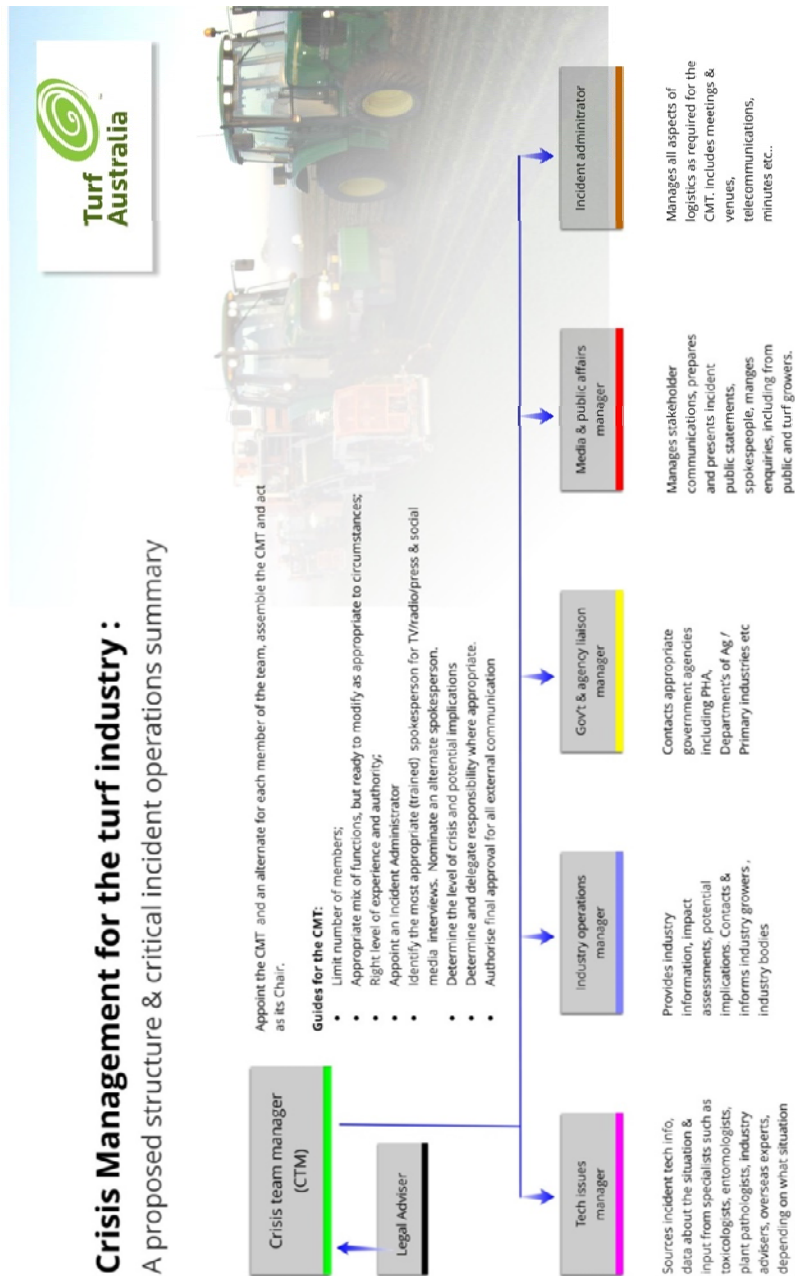 Crisis Management for the turf industry :
A proposed structure & critical incident operations summary
Turf
Australia
Crisis team manager
(CTM)
Legal Adviser
Appoint the CMT and an alternate for each member of the team, assemble the CMT and act
as its Chair.
Guides for the CMT:
• Limit number of members;
• Appropriate mix of functions, but ready to modify as appropriate to circumstances;
• Right level of experience and authority;
• Appoint an Incident Administrator
• Identify the most appropriate (trained) spokesperson for TV/radio/press & social
media interviews. Nominate an alternate spokesperson.
• Determine the level of crisis and potential implications
• Determine and delegate responsibility where appropriate.
• Authorise final approval for all external communication
Tech issues
manager
Sources incident tech info,
data about the situation &
input from specialists such as
toxicologists, entomologists,
plant pathologists, industry
advisers, overseas experts,
depending on what situation
Industry operations
manager
Provides industry
information, impact
assessments, potential
implications. Contacts &
informs industry growers ,
industry bodies
Gov't & agency liaison
manager
Contacts appropriate
government agencies
including PHA,
Department's of Ag /
Primary industries etc
Media & public affairs
manager
Manages stakeholder
communications, prepares
and presents incident
public statements,
spokespeople, manges
enquiries, including from
public and turf growers.
Incident adminitrator
Manages all aspects of
logistics as required for the
CMT. Includes meetings &
venues,
telecommunications,
minutes etc..